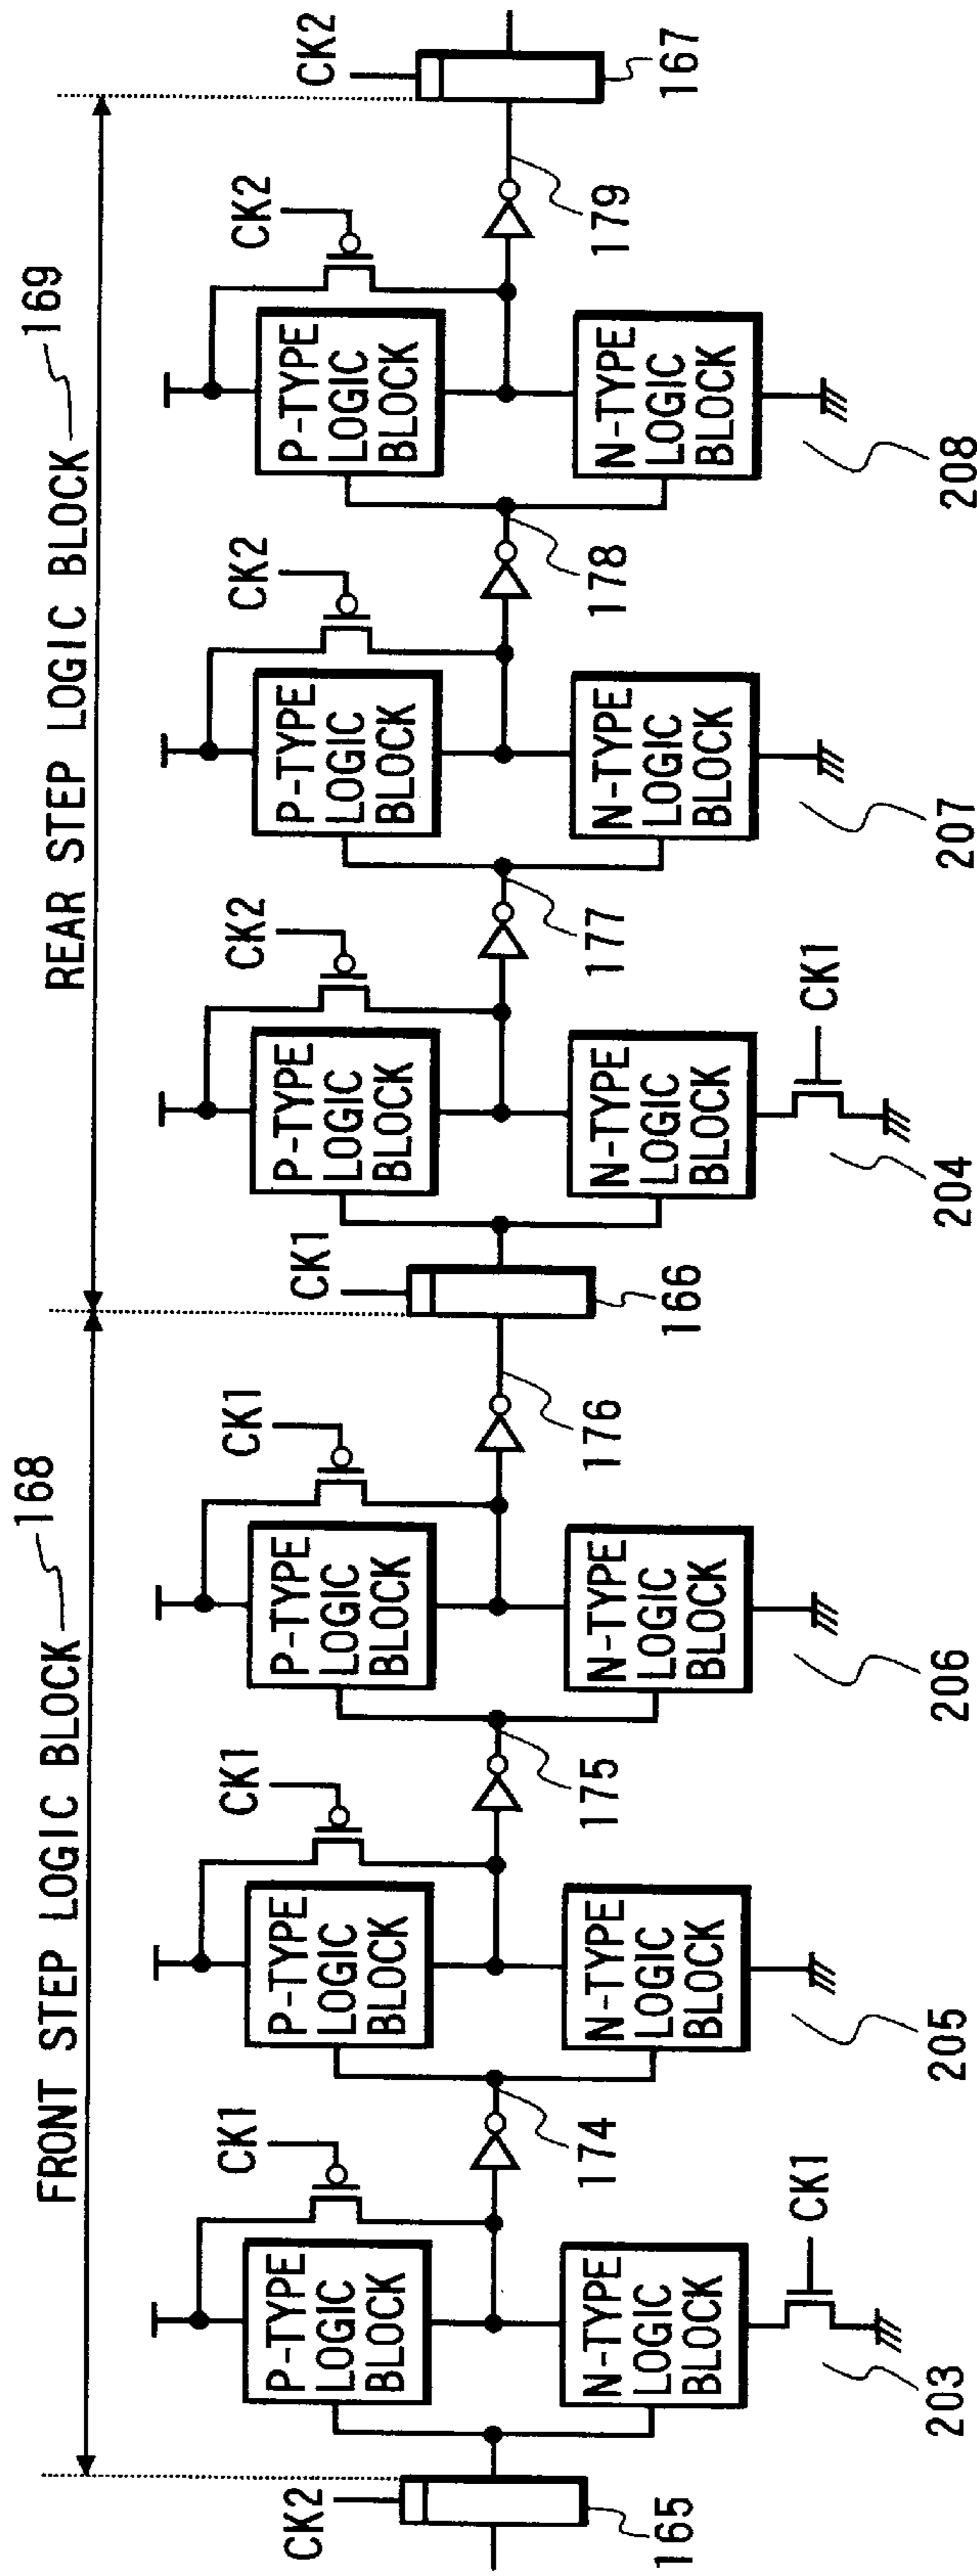 FRONT STEP LOGIC BLOCK 168
REAR STEP LOGIC BLOCK 169
CK2
165
P-TYPE
LOGIC
BLOCK
N-TYPE
LOGIC
BLOCK
CK1
CK1
203
174
P-TYPE
LOGIC
BLOCK
N-TYPE
LOGIC
BLOCK
CK1
205
175
P-TYPE
LOGIC
BLOCK
N-TYPE
LOGIC
BLOCK
CK1
206
176
CK1
166
P-TYPE
LOGIC
BLOCK
N-TYPE
LOGIC
BLOCK
CK2
CK1
204
177
P-TYPE
LOGIC
BLOCK
N-TYPE
LOGIC
BLOCK
CK2
207
178
P-TYPE
LOGIC
BLOCK
N-TYPE
LOGIC
BLOCK
CK2
208
179
CK2
167